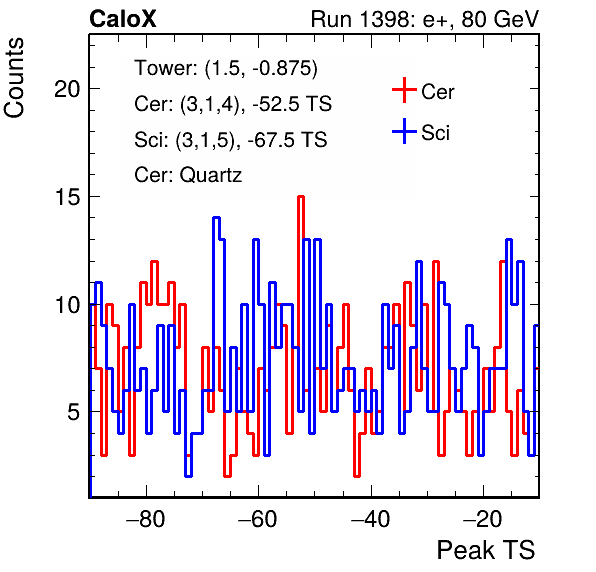 CaloX Run 1398: e+, 80 GeV
Counts
Tower: (1.5, -0.875)
Cer: (3,1,4), -52.5 TS
Sci: (3,1,5), -67.5 TS
Cer: Quartz
Cer
Sci
20
15
10
5
−80 −60 −40 −20
Peak TS